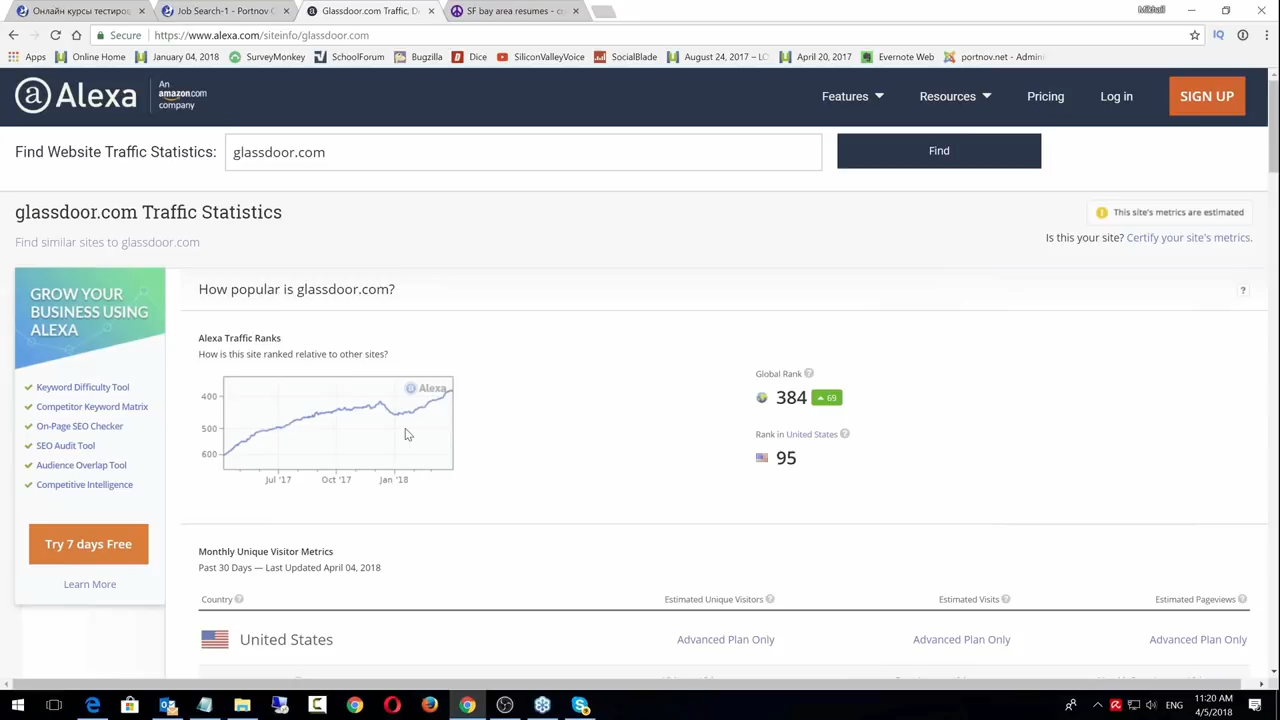 Онлайн курсы тестиров
Job Search-1 - Portnov C
Glassdoor.com Traffic, D
SF bay area resumes - c
Mikhail
Secure
https://www.alexa.com/siteinfo/glassdoor.com
IQ
Apps
Online Home
January 04, 2018
SurveyMonkey
SchoolForum
Bugzilla
Dice
SiliconValleyVoice
SocialBlade
August 24, 2017 – LO
April 20, 2017
Evernote Web
portnov.net - Admin
Alexa
An
amazon.com
company
Features
Resources
Pricing
Log in
SIGN UP
Find Website Traffic Statistics:
glassdoor.com
Find
glassdoor.com Traffic Statistics
This site's metrics are estimated
Find similar sites to glassdoor.com
Is this your site? Certify your site's metrics.
GROW YOUR
BUSINESS USING
ALEXA
Keyword Difficulty Tool
Competitor Keyword Matrix
On-Page SEO Checker
SEO Audit Tool
Audience Overlap Tool
Competitive Intelligence
Try 7 days Free
Learn More
How popular is glassdoor.com?
?
Alexa Traffic Ranks
How is this site ranked relative to other sites?
Alexa
400
500
600
Jul '17
Oct '17
Jan '18
Global Rank
384
69
Rank in United States
95
Monthly Unique Visitor Metrics
Past 30 Days — Last Updated April 04, 2018
Country
Estimated Unique Visitors
Estimated Visits
Estimated Pageviews
United States
Advanced Plan Only
Advanced Plan Only
Advanced Plan Only
ENG
11:20 AM
4/5/2018